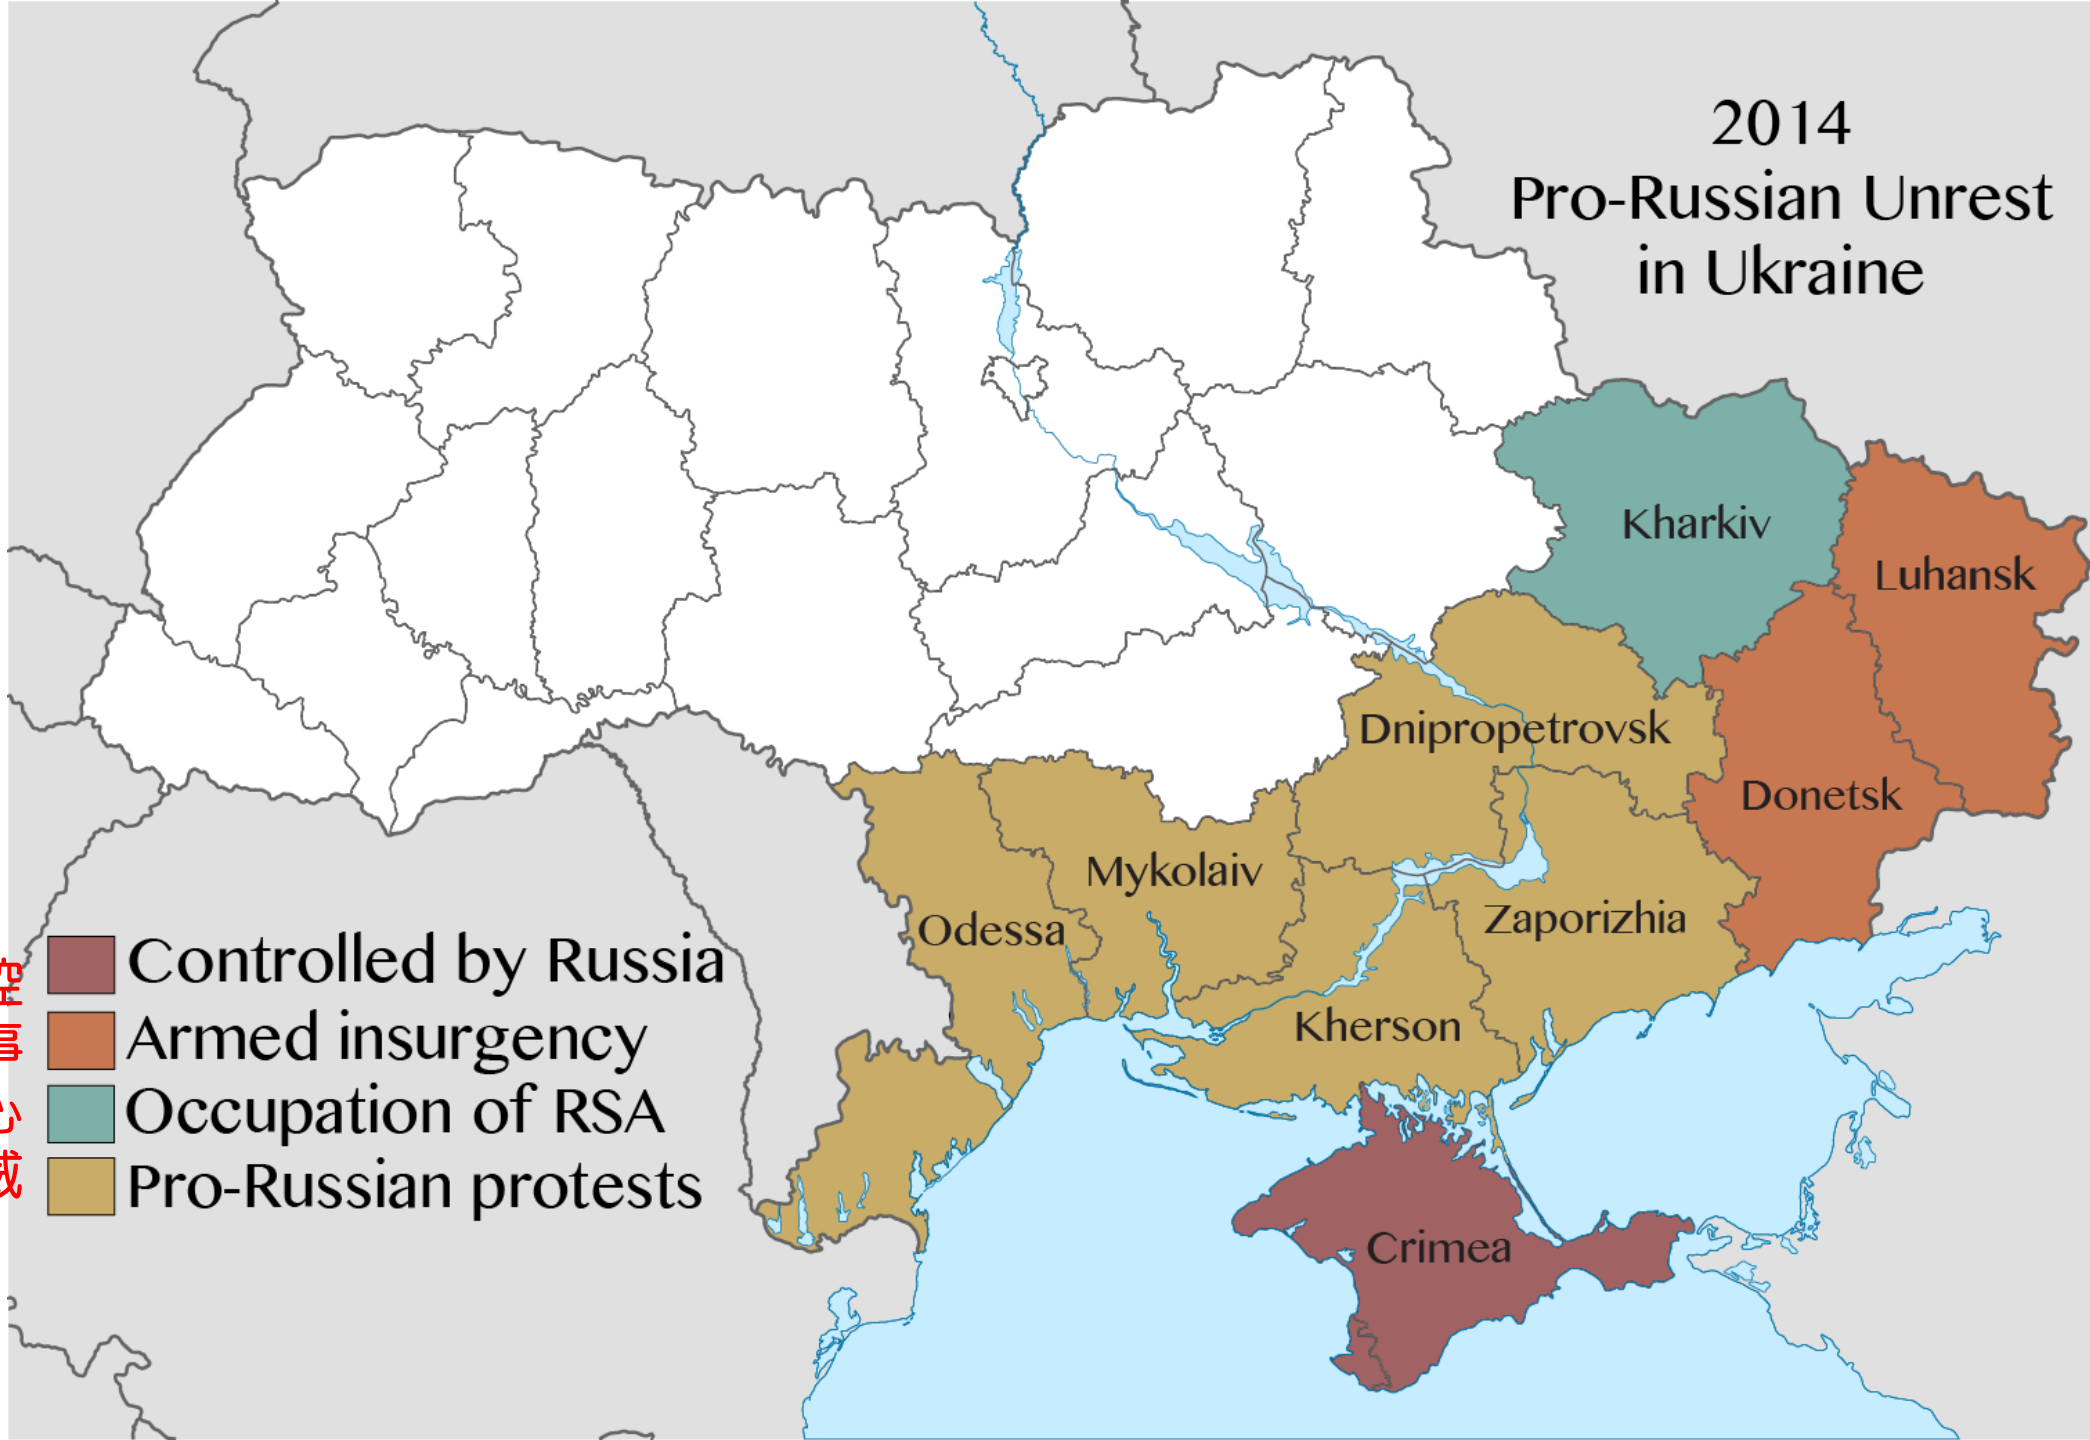 2014
Pro-Russian Unrest
in Ukraine
Kharkiv
Luhansk
Dnipropetrovsk
Donetsk
Mykolaiv
Odessa
Zaporizhia
Kherson
Crimea
Controlled by Russia
Armed insurgency
Occupation of RSA
Pro-Russian protests